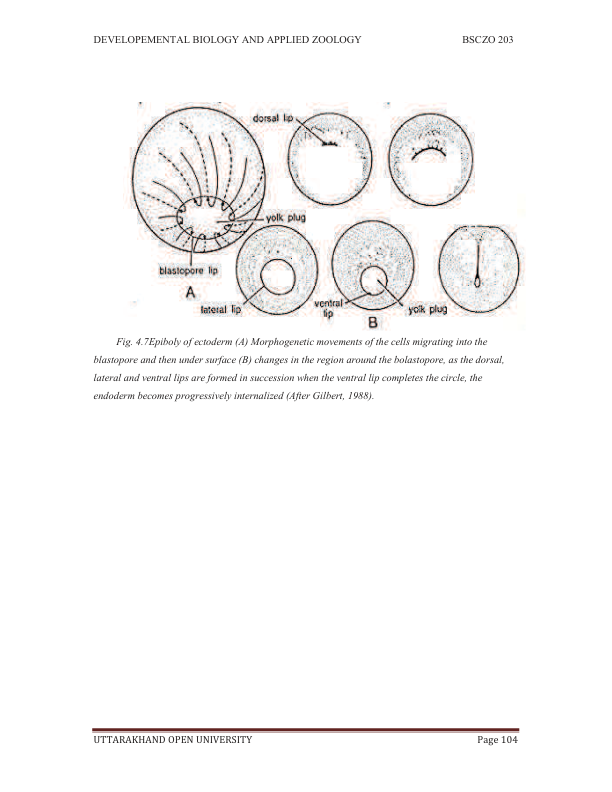 DEVELOPEMENTAL BIOLOGY AND APPLIED ZOOLOGY BSCZO 203
dorsal lip
yolk plug
blastopore lip
A
lateral lip
ventral
lip
yolk plug
B
Fig. 4.7Epiboly of ectoderm (A) Morphogenetic movements of the cells migrating into the
blastopore and then under surface (B) changes in the region around the bolastopore, as the dorsal,
lateral and ventral lips are formed in succession when the ventral lip completes the circle, the
endoderm becomes progressively internalized (After Gilbert, 1988).
UTTARAKHAND OPEN UNIVERSITY Page 104